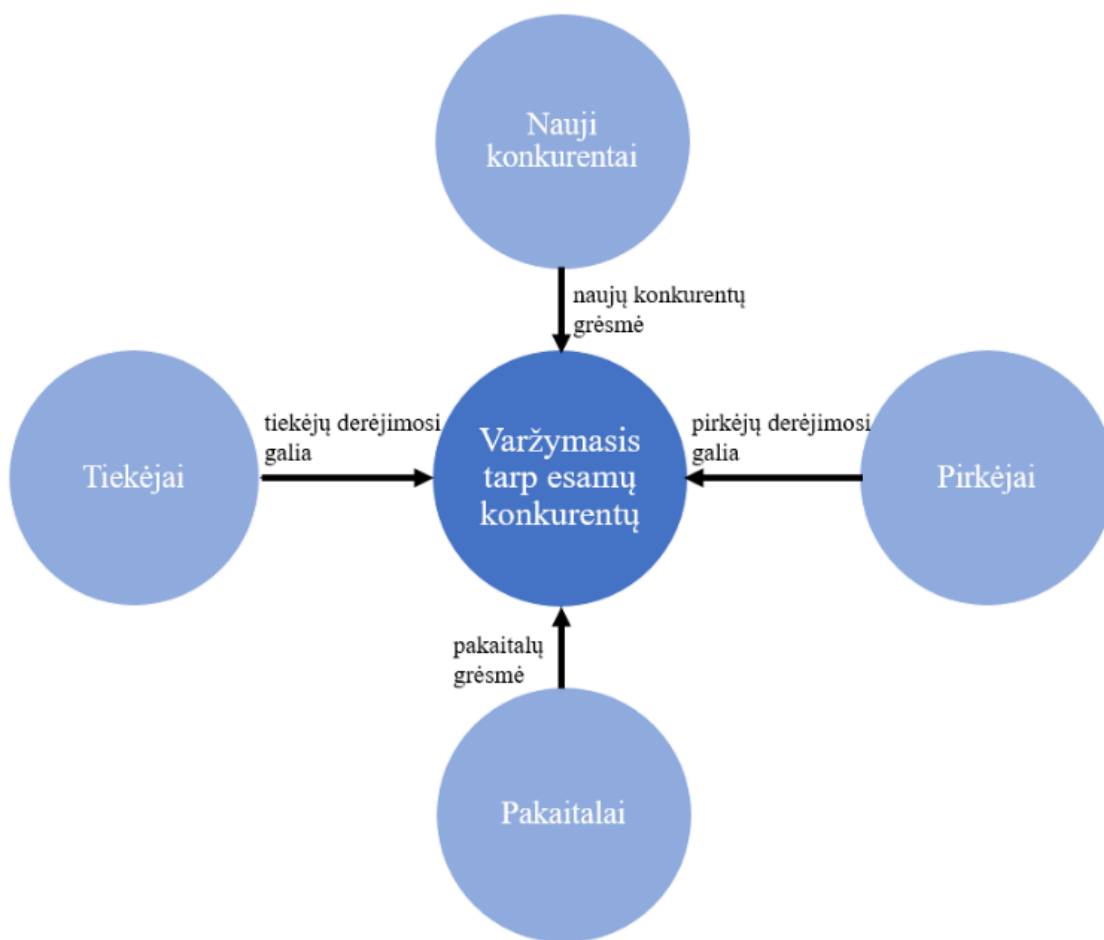 Nauji
konkurentai
naujų konkurentų
grėsmė
Tiekėjai
tiekėjų derėjimosi
galia
Varžymasis
tarp esamų
konkurentų
pirkėjų derėjimosi
galia
Pirkėjai
pakaitalų
grėsmė
Pakaitalai